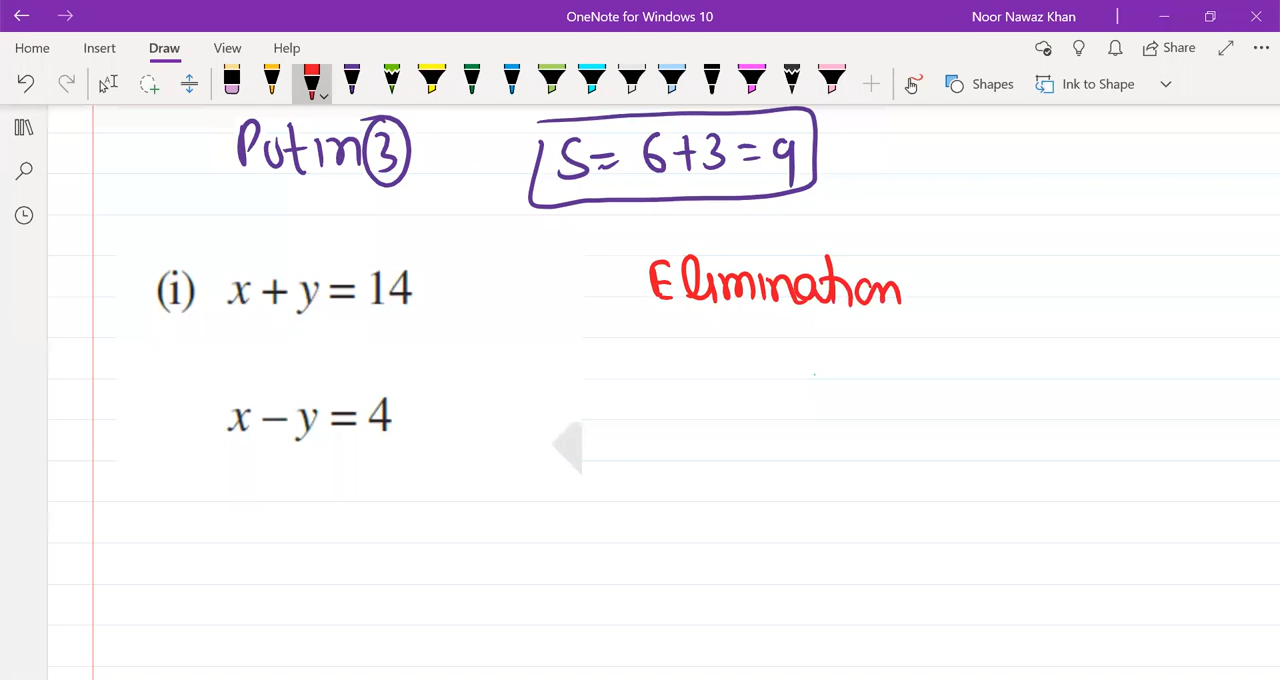 OneNote for Windows 10
Noor Nawaz Khan
Home Insert Draw View Help
Share
Shapes
Ink to Shape
Put in 3
S = 6+3 = 9
(i) x + y = 14
Elimination
x – y = 4